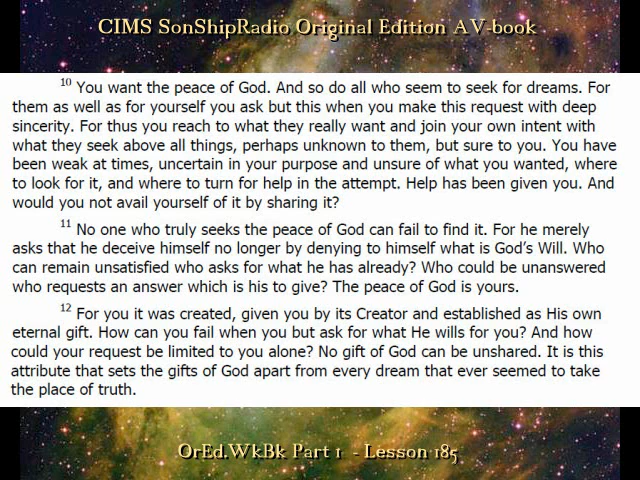 CIMS SonShipRadio Original Edition AV-book
10 You want the peace of God. And so do all who seem to seek for dreams. For
them as well as for yourself you ask but this when you make this request with deep
sincerity. For thus you reach to what they really want and join your own intent with
what they seek above all things, perhaps unknown to them, but sure to you. You have
been weak at times, uncertain in your purpose and unsure of what you wanted, where
to look for it, and where to turn for help in the attempt. Help has been given you. And
would you not avail yourself of it by sharing it?
11 No one who truly seeks the peace of God can fail to find it. For he merely
asks that he deceive himself no longer by denying to himself what is God’s Will. Who
can remain unsatisfied who asks for what he has already? Who could be unanswered
who requests an answer which is his to give? The peace of God is yours.
12 For you it was created, given you by its Creator and established as His own
eternal gift. How can you fail when you but ask for what He wills for you? And how
could your request be limited to you alone? No gift of God can be unshared. It is this
attribute that sets the gifts of God apart from every dream that ever seemed to take
the place of truth.
OrEd.WkBk Part 1 - Lesson 185